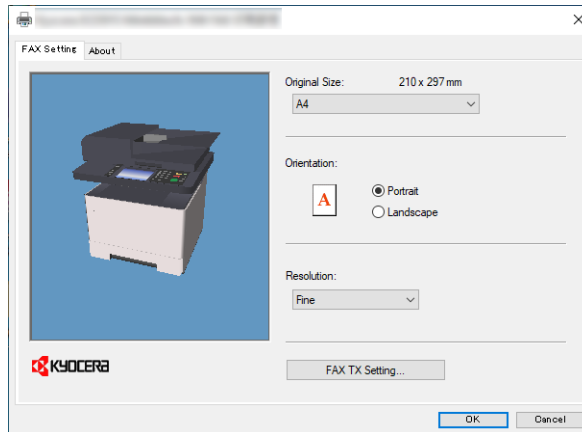 FAX Setting
About
Original Size: 210 x 297 mm
A4
Orientation:
A
Portrait
Landscape
Resolution:
Fine
KYOCERA
FAX TX Setting...
OK
Cancel